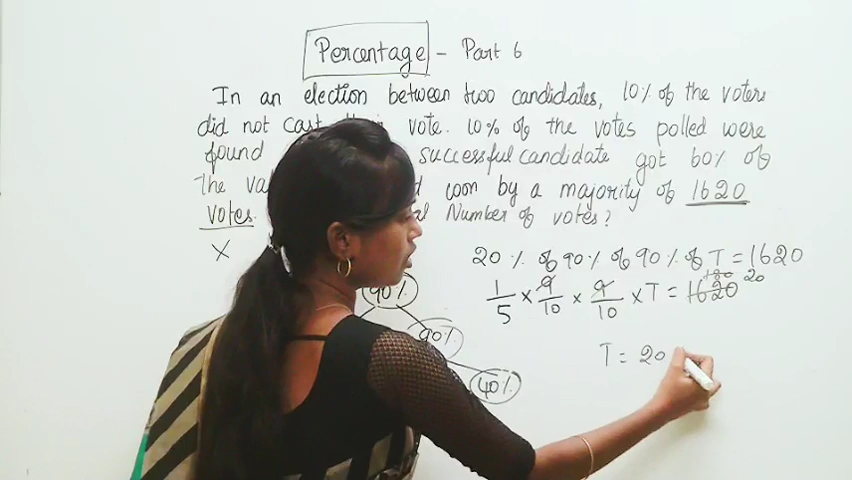 Percentage - Part 6
In an election between two candidates, 10% of the voters
did not cast vote. 10% of the votes polled were
found successful candidate got 60% of
The won by a majority of 1620
votes. Number of votes?
X
20 % of 90% of 90% of T = 1620
180 20
1/5 × 9/10 × 9/10 × T = 1620
90%
T = 20
90%
40%